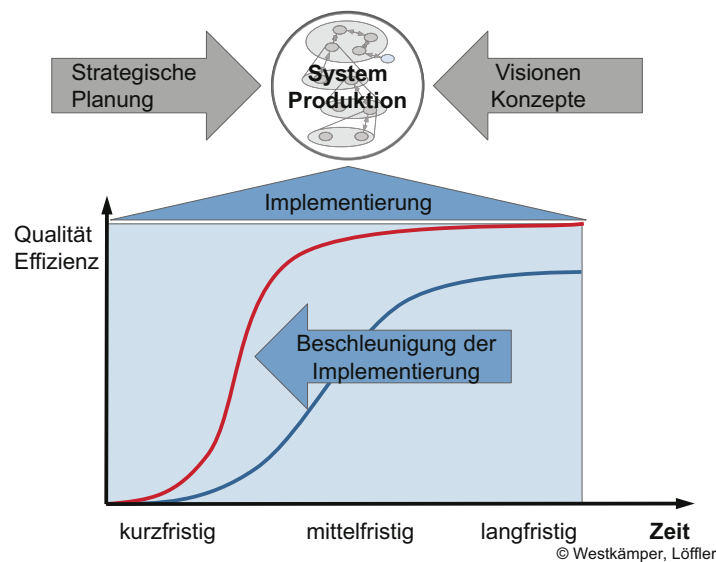 Strategische
Planung
System
Produktion
Visionen
Konzepte
Implementierung
Qualität
Effizienz
Beschleunigung der
Implementierung
kurzfristig mittelfristig langfristig Zeit
© Westkämper, Löffler